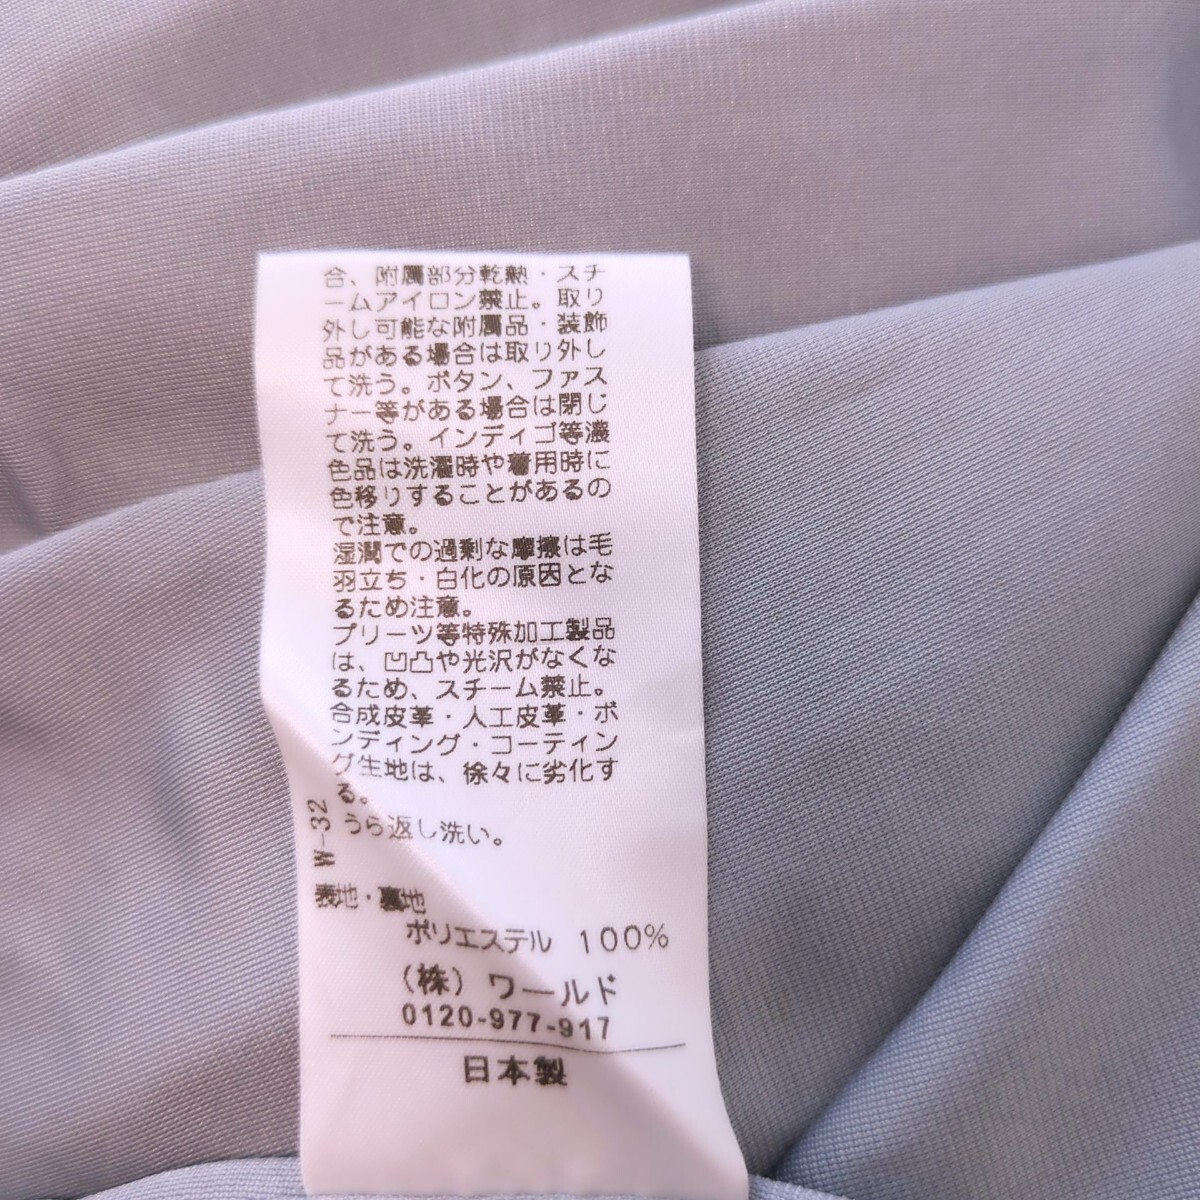 合、附属部分乾熱・スチ
ームアイロン禁止。取り
外し可能な附属品・装飾
品がある場合は取り外し
て洗う。ボタン、ファス
ナー等がある場合は閉じ
て洗う。インディゴ等濃
色品は洗濯時や着用時に
色移りすることがあるの
で注意。
湿潤での過剰な摩擦は毛
羽立ち・白化の原因とな
るため注意。
プリーツ等特殊加工製品
は、凹凸や光沢がなくな
るため、スチーム禁止。
合成皮革・人工皮革・ボ
ンディング・コーティン
グ生地は、徐々に劣化す
る。
うら返し洗い。
W-32
表地・裏地
ポリエステル 100%
(株) ワールド
0120-977-917
日本製